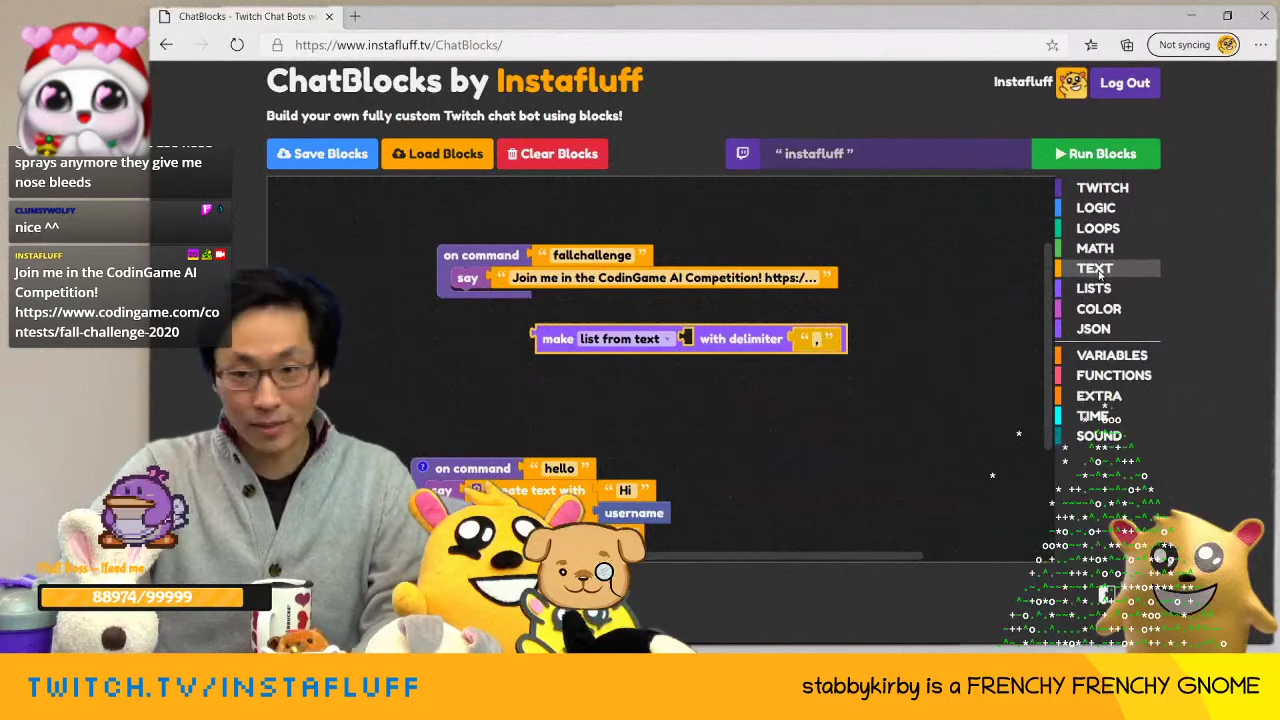 ChatBlocks - Twitch Chat Bots wi
https://www.instafluff.tv/ChatBlocks/
Not syncing
ChatBlocks by Instafluff
Instafluff
Log Out
Build your own fully custom Twitch chat bot using blocks!
Save Blocks
Load Blocks
Clear Blocks
“ instafluff ”
Run Blocks
sprays anymore they give me
nose bleeds
CLUMSYWOLFY
nice ^^
INSTAFLUFF
Join me in the CodinGame AI
Competition!
https://www.codingame.com/co
ntests/fall-challenge-2020
on command “ fallchallenge ”
say “ Join me in the CodinGame AI Competition! https:/... ”
make list from text with delimiter “ , ”
? on command “ hello ”
say create text with “ Hi ”
username
TWITCH
LOGIC
LOOPS
MATH
TEXT
LISTS
COLOR
JSON
VARIABLES
FUNCTIONS
EXTRA
TIME
SOUND
88974/99999
TWITCH.TV/INSTAFLUFF
stabbykirby is a FRENCHY FRENCHY GNOME